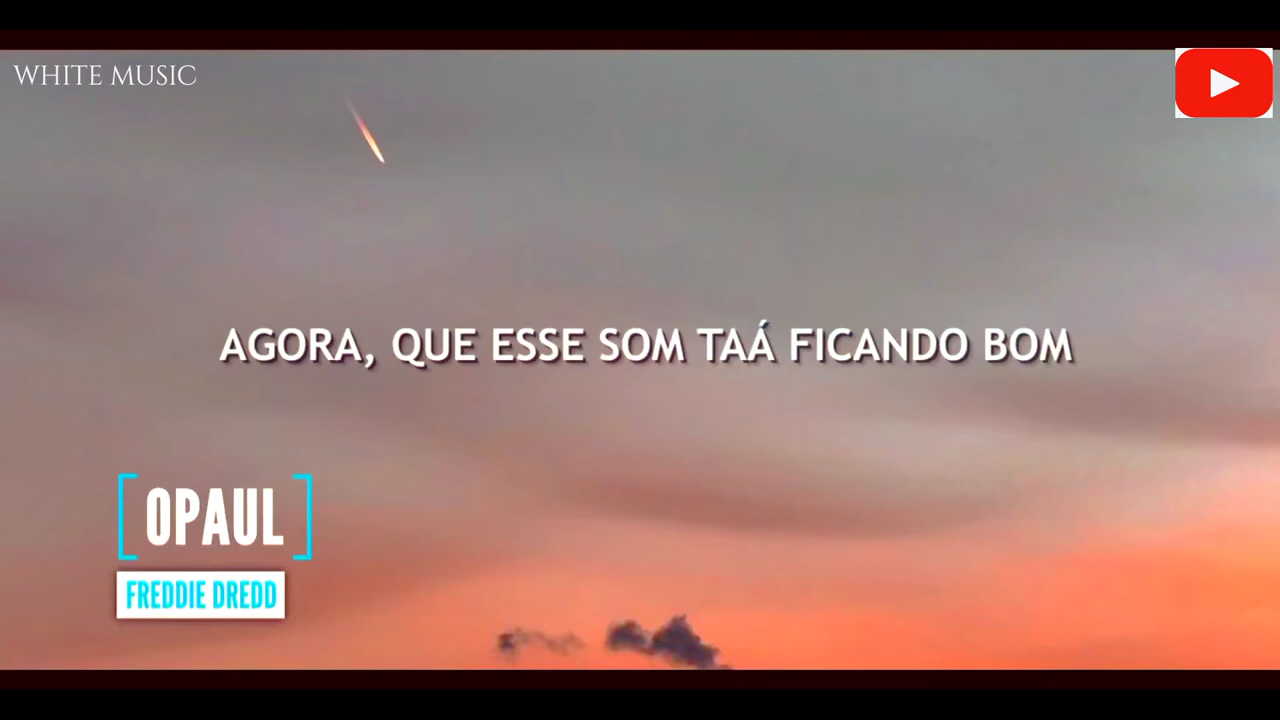 WHITE MUSIC
AGORA, QUE ESSE SOM TAÁ FICANDO BOM
OPAUL
FREDDIE DREDD